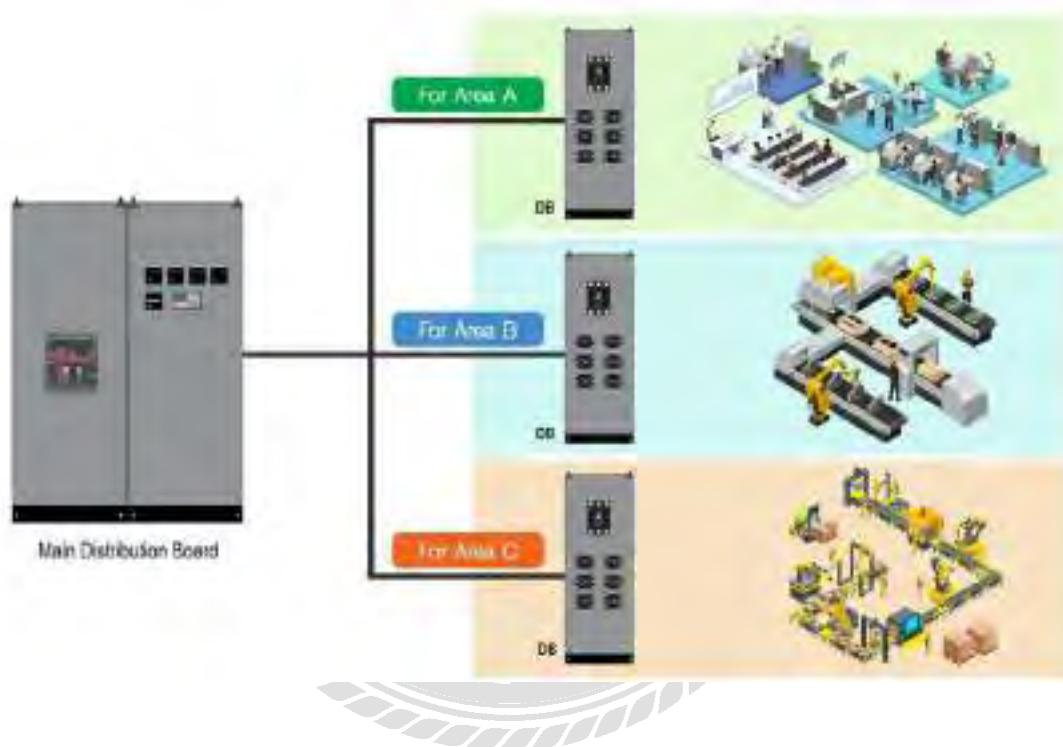 For Area A
DB
For Area B
DB
Main Distribution Board
For Area C
DB